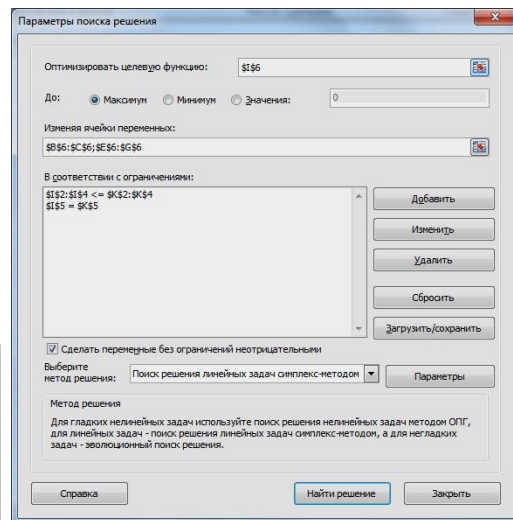 Параметры поиска решения
Оптимизировать целевую функцию: $I$6
До: Максимум Минимум Значения: 0
Изменяя ячейки переменных:
$B$6:$C$6;$E$6:$G$6
В соответствии с ограничениями:
$I$2:$I$4 <= $K$2:$K$4
$I$5 = $K$5
Добавить
Изменить
Удалить
Сбросить
Загрузить/сохранить
Сделать переменные без ограничений неотрицательными
Выберите
метод решения: Поиск решения линейных задач симплекс-методом Параметры
Метод решения
Для гладких нелинейных задач используйте поиск решения нелинейных задач методом ОПГ,
для линейных задач - поиск решения линейных задач симплекс-методом, а для негладких
задач - эволюционный поиск решения.
Справка Найти решение Закрыть